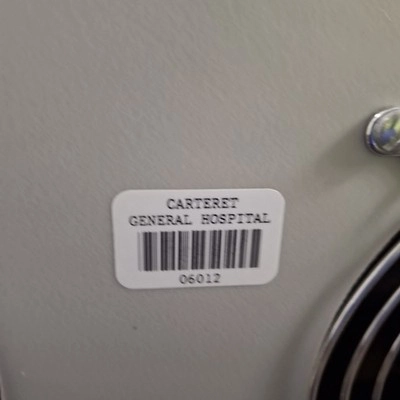 CARTERET
GENERAL HOSPITAL
06012